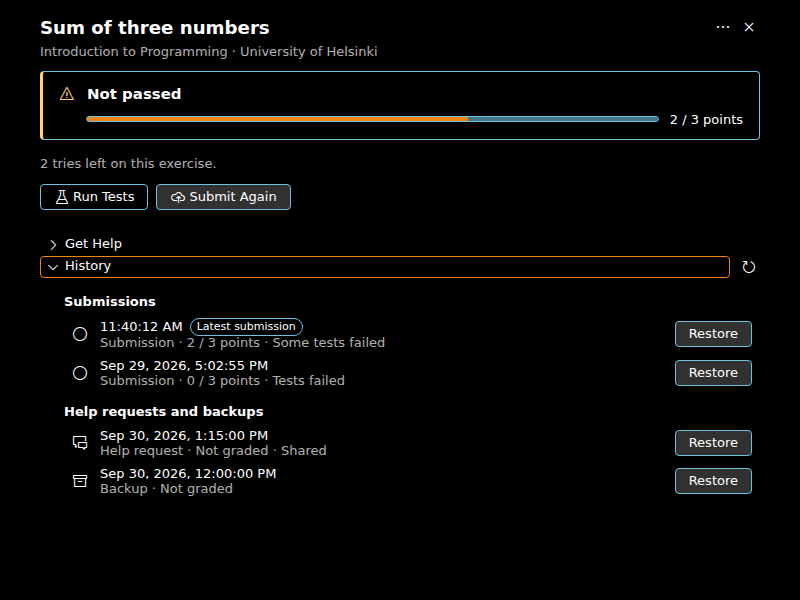 Sum of three numbers
Introduction to Programming · University of Helsinki
Not passed
2 / 3 points
2 tries left on this exercise.
Run Tests
Submit Again
Get Help
History
Submissions
11:40:12 AM Latest submission
Submission · 2 / 3 points · Some tests failed
Restore
Sep 29, 2026, 5:02:55 PM
Submission · 0 / 3 points · Tests failed
Restore
Help requests and backups
Sep 30, 2026, 1:15:00 PM
Help request · Not graded · Shared
Restore
Sep 30, 2026, 12:00:00 PM
Backup · Not graded
Restore